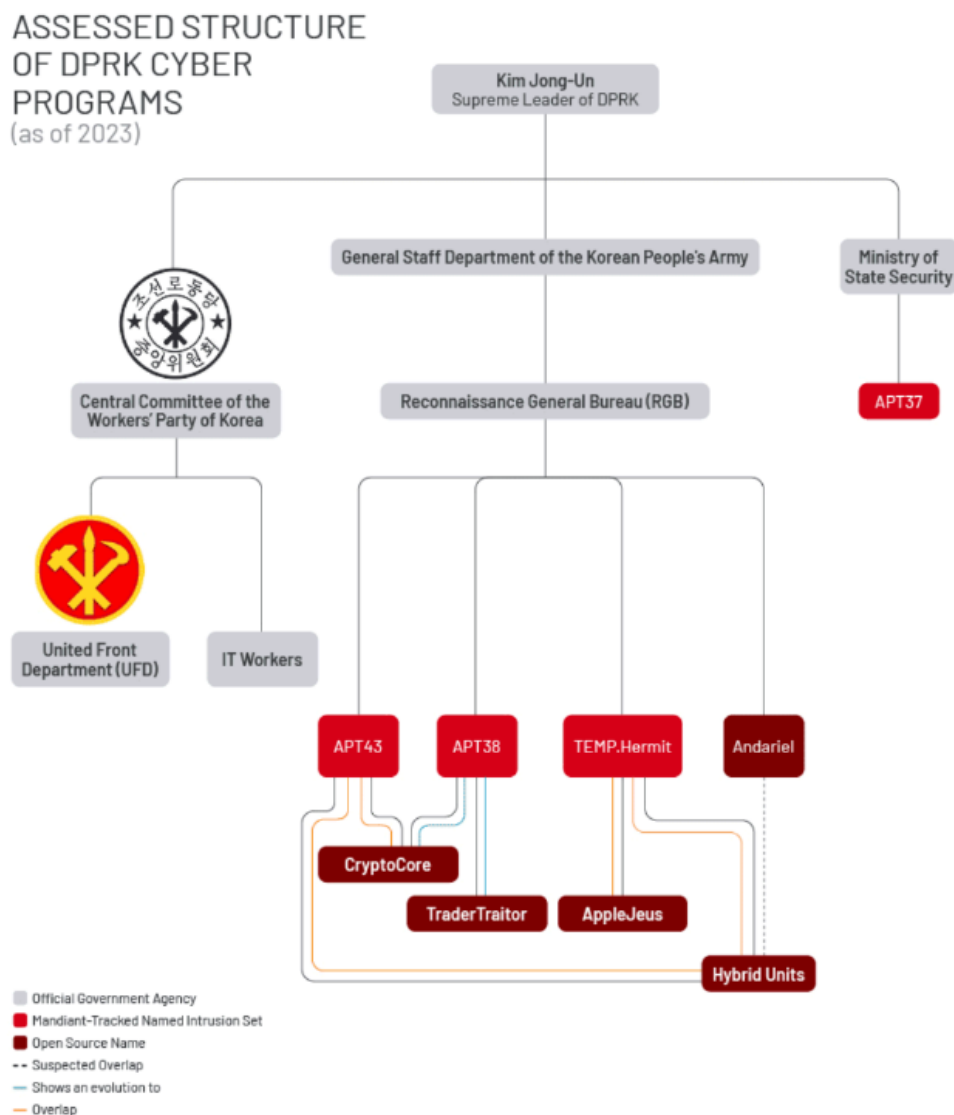 ASSESSED STRUCTURE
OF DPRK CYBER
PROGRAMS
(as of 2023)
Kim Jong-Un
Supreme Leader of DPRK
General Staff Department of the Korean People's Army
Ministry of
State Security
조선로동당
중앙위원회
Central Committee of the
Workers' Party of Korea
Reconnaissance General Bureau (RGB)
APT37
United Front
Department (UFD)
IT Workers
APT43
APT38
TEMP.Hermit
Andariel
CryptoCore
TraderTraitor
AppleJeus
Hybrid Units
Official Government Agency
Mandiant-Tracked Named Intrusion Set
Open Source Name
Suspected Overlap
Shows an evolution to
Overlap